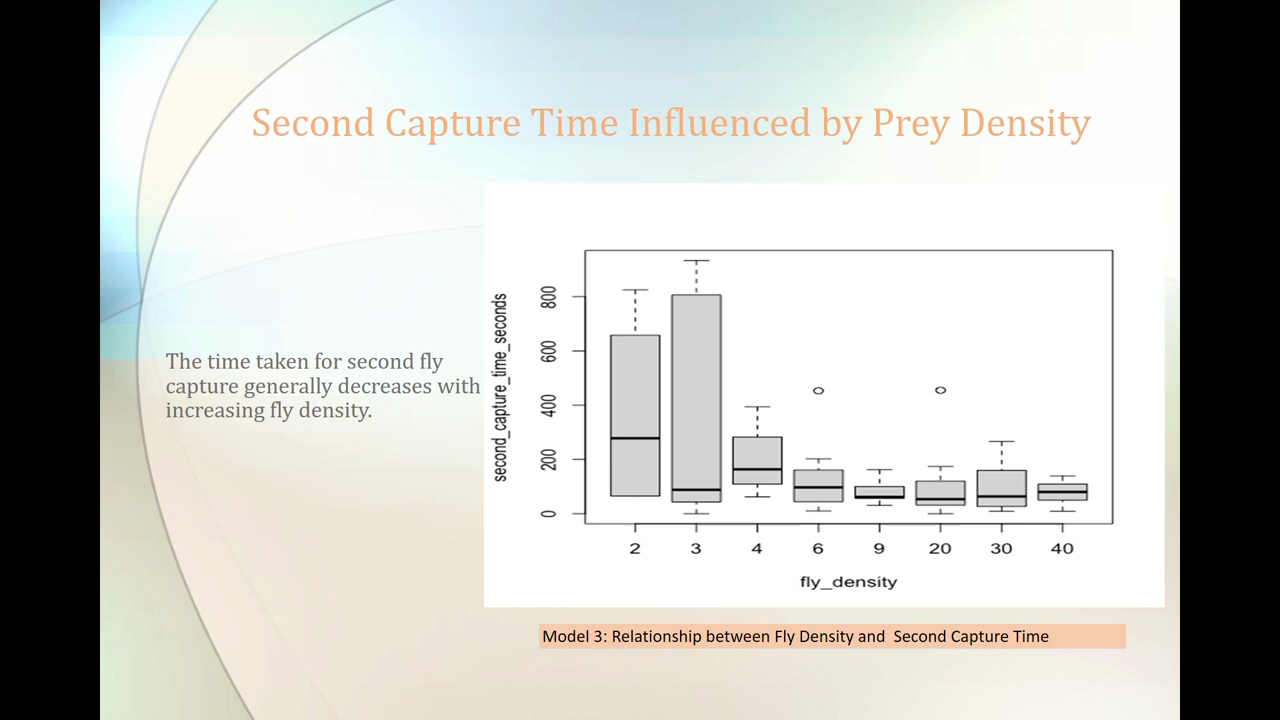 Second Capture Time Influenced by Prey Density
The time taken for second fly
capture generally decreases with
increasing fly density.
second_capture_time_seconds
800
600
400
200
0
2 3 4 6 9 20 30 40
fly_density
Model 3: Relationship between Fly Density and  Second Capture Time